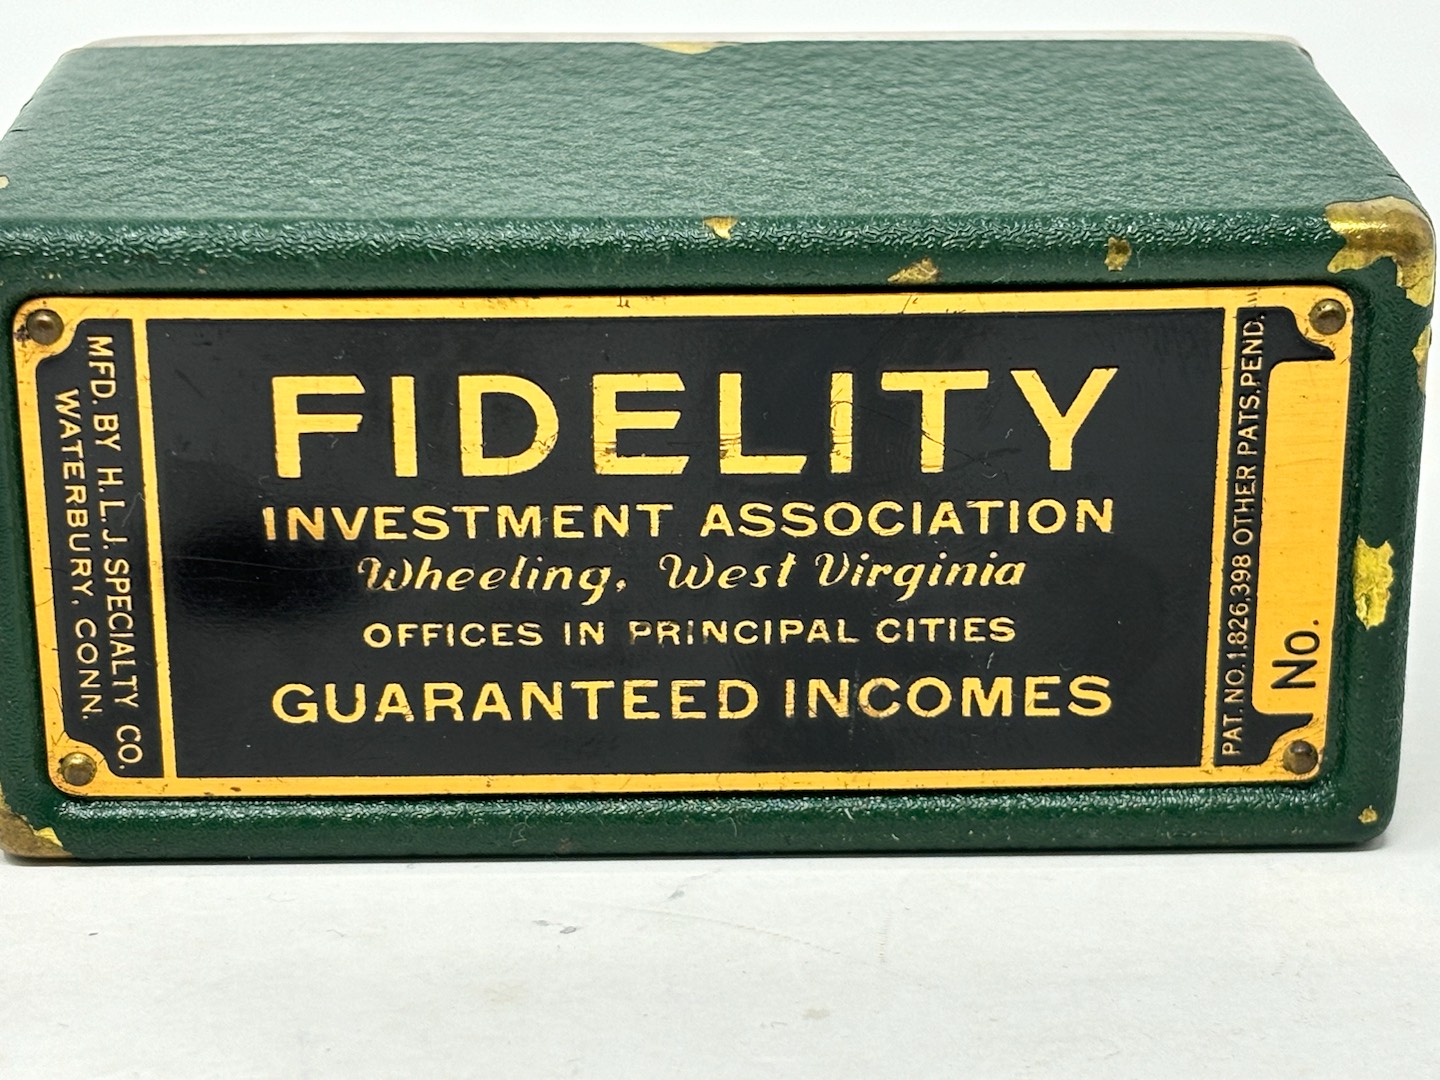 MFD. BY H. L. J. SPECIALTY CO.
WATERBURY, CONN.
FIDELITY
INVESTMENT ASSOCIATION
Wheeling, West Virginia
OFFICES IN PRINCIPAL CITIES
GUARANTEED INCOMES
PAT. NO. 1,826,398 OTHER PATS. PEND.
No.